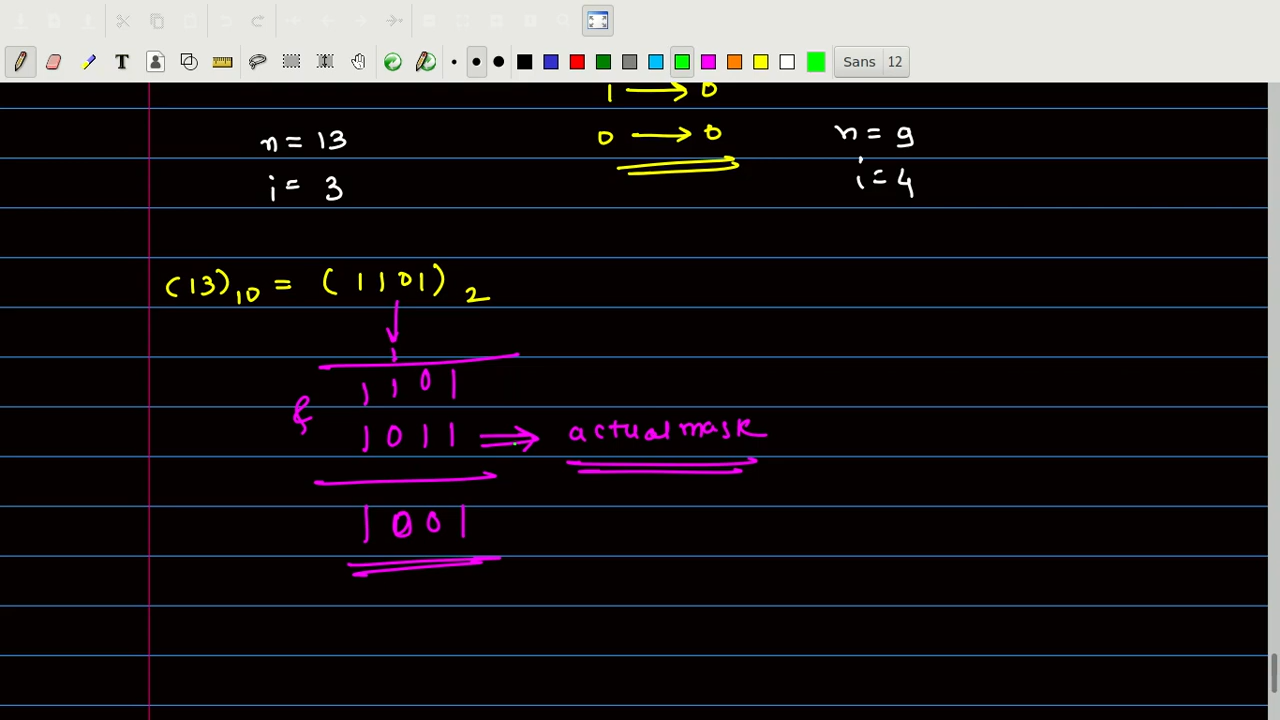 Sans 12
1 → 0
n = 13
0 → 0
n = 9
i = 3
i = 4
(13)10 = (1101)2
1
1101
& 1011 ⇒ actual mask
1001